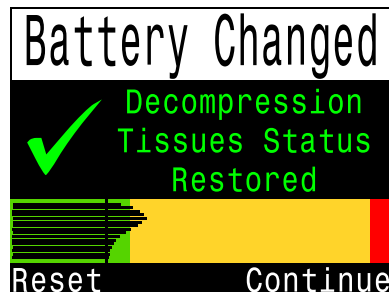 Battery Changed
Decompression
Tissues Status
Restored
Reset Continue